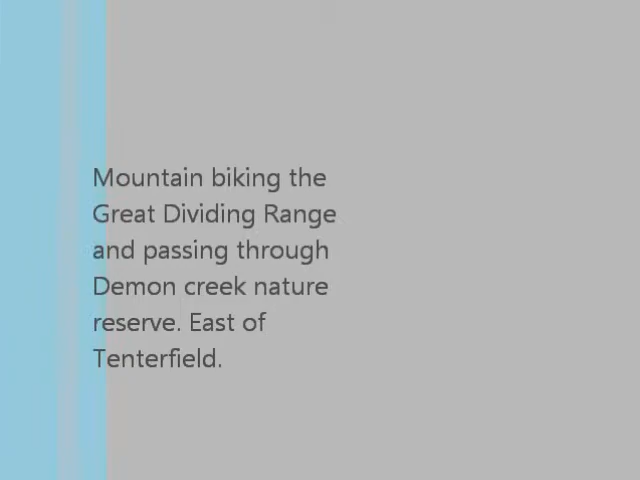 Mountain biking the
Great Dividing Range
and passing through
Demon creek nature
reserve. East of
Tenterfield.